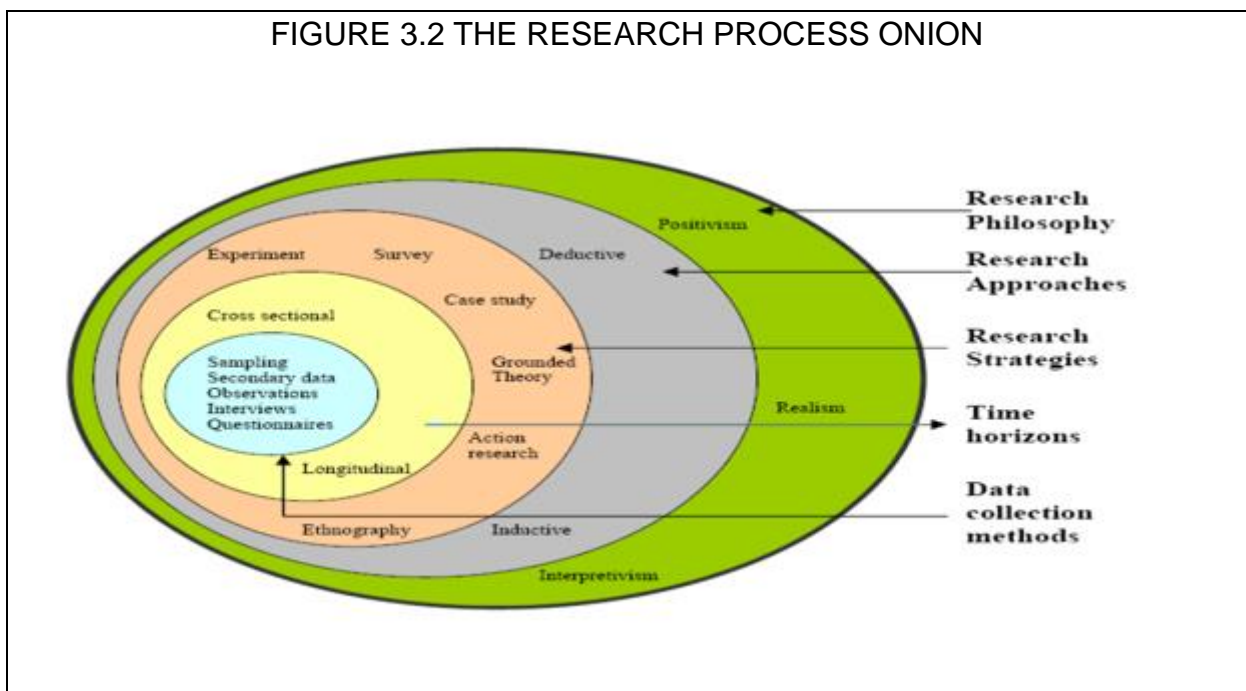 FIGURE 3.2 THE RESEARCH PROCESS ONION
Positivism
Realism
Interpretivism
Deductive
Inductive
Experiment
Survey
Case study
Grounded
Theory
Action
research
Ethnography
Cross sectional
Longitudinal
Sampling
Secondary data
Observations
Interviews
Questionnaires
Research
Philosophy
Research
Approaches
Research
Strategies
Time
horizons
Data
collection
methods